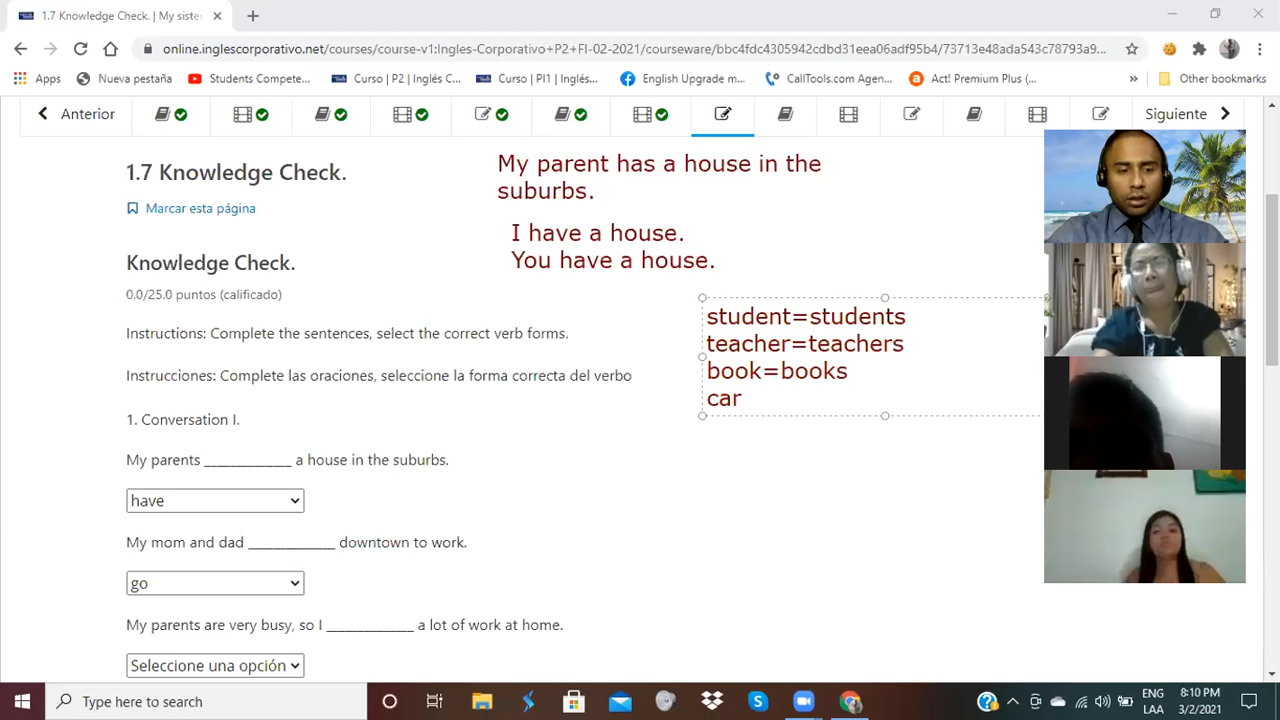 1.7 Knowledge Check. | My siste
online.inglescorporativo.net/courses/course-v1:Ingles-Corporativo+P2+FI-02-2021/courseware/bbc4fdc4305942cdbd31eea06adf95b4/73713e48ada543c78793a9...
Apps Nueva pestaña Students Compete... Curso | P2 | Inglés C... Curso | PI1 | Inglés... English Upgrade m... CallTools.com Agen... Act! Premium Plus (... » Other bookmarks
Anterior Siguiente
My parent has a house in the
suburbs.
1.7 Knowledge Check.
Marcar esta página
I have a house.
You have a house.
Knowledge Check.
0.0/25.0 puntos (calificado)
student=students
teacher=teachers
book=books
car
Instructions: Complete the sentences, select the correct verb forms.
Instrucciones: Complete las oraciones, seleccione la forma correcta del verbo
1. Conversation I.
My parents ______________ a house in the suburbs.
have
My mom and dad ______________ downtown to work.
go
My parents are very busy, so I ______________ a lot of work at home.
Seleccione una opción
Type here to search
ENG 8:10 PM
LAA 3/2/2021